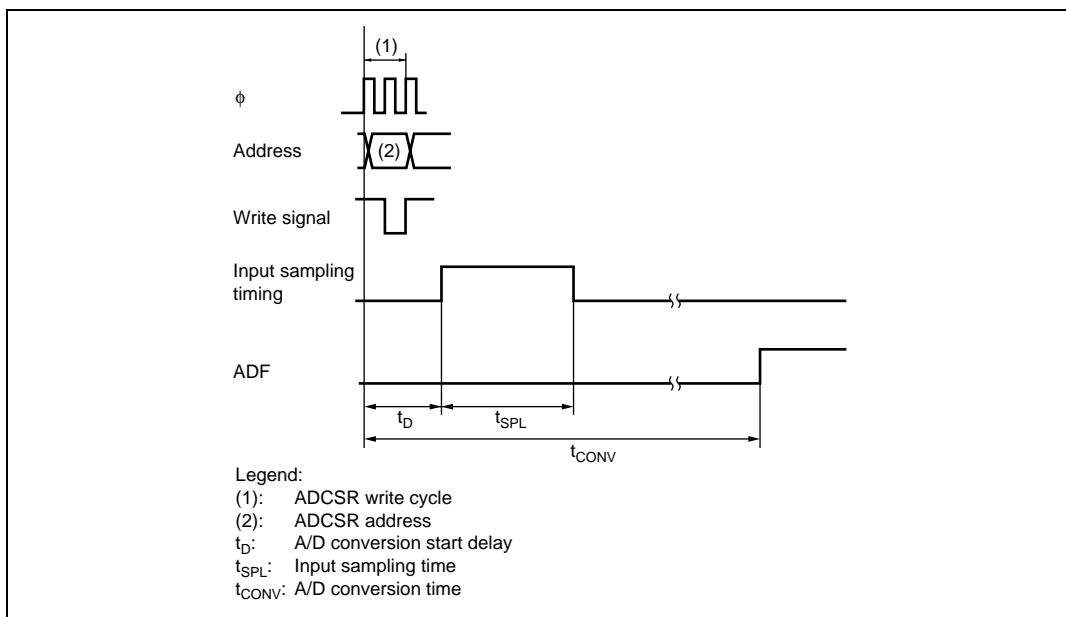 (1)
ϕ
Address
(2)
Write signal
Input sampling
timing
ADF
tD
tSPL
tCONV
Legend:
(1): ADCSR write cycle
(2): ADCSR address
tD: A/D conversion start delay
tSPL: Input sampling time
tCONV: A/D conversion time